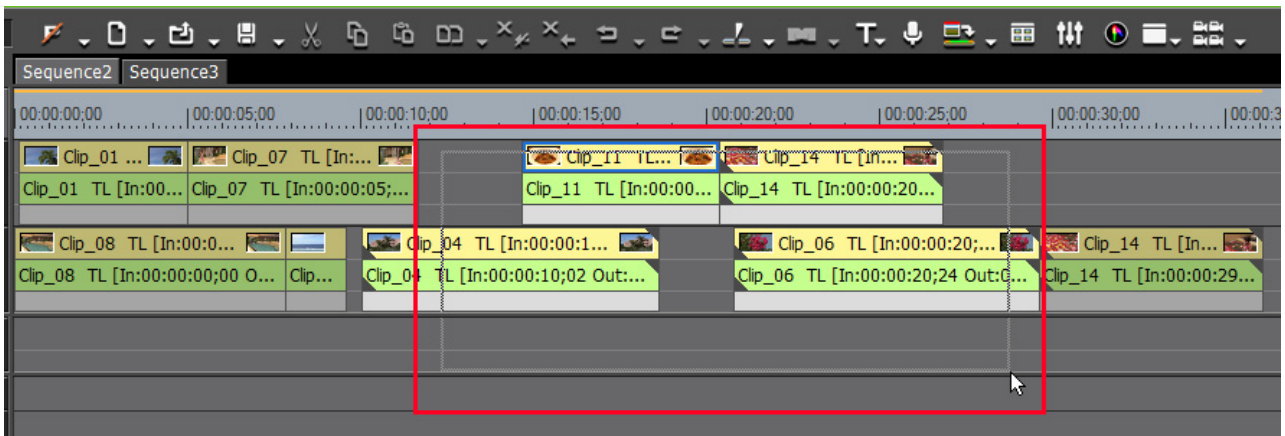 Sequence2 Sequence3
00:00:00;00 00:00:05;00 00:00:10;00 00:00:15;00 00:00:20;00 00:00:25;00 00:00:30;00 00:00:3
Clip_01 ... Clip_07 TL [In:... Clip_11 TL... Clip_14 TL [In...
Clip_01 TL [In:00... Clip_07 TL [In:00:00:05;... Clip_11 TL [In:00:00... Clip_14 TL [In:00:00:20...
Clip_08 TL [In:00:0... Clip_04 TL [In:00:00:1... Clip_06 TL [In:00:00:20;... Clip_14 TL [In...
Clip_08 TL [In:00:00:00;00 O... Clip... Clip_04 TL [In:00:00:10;02 Out:... Clip_06 TL [In:00:00:20;24 Out:0... Clip_14 TL [In:00:00:29...